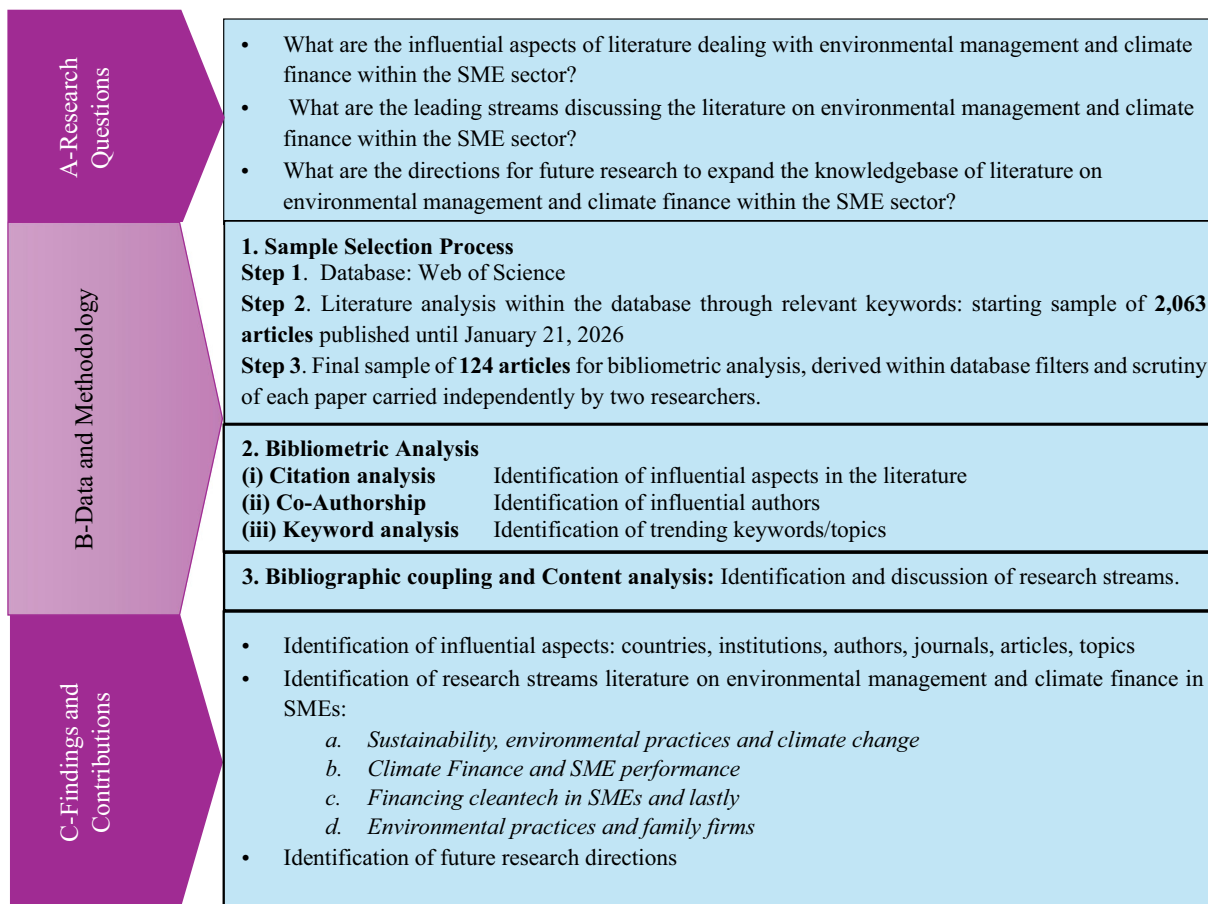 A-Research
Questions
• What are the influential aspects of literature dealing with environmental management and climate
finance within the SME sector?
• What are the leading streams discussing the literature on environmental management and climate
finance within the SME sector?
• What are the directions for future research to expand the knowledgebase of literature on
environmental management and climate finance within the SME sector?
B-Data and Methodology
1. Sample Selection Process
Step 1. Database: Web of Science
Step 2. Literature analysis within the database through relevant keywords: starting sample of 2,063
articles published until January 21, 2026
Step 3. Final sample of 124 articles for bibliometric analysis, derived within database filters and scrutiny
of each paper carried independently by two researchers.
2. Bibliometric Analysis
(i) Citation analysis Identification of influential aspects in the literature
(ii) Co-Authorship Identification of influential authors
(iii) Keyword analysis Identification of trending keywords/topics
3. Bibliographic coupling and Content analysis: Identification and discussion of research streams.
C-Findings and
Contributions
• Identification of influential aspects: countries, institutions, authors, journals, articles, topics
• Identification of research streams literature on environmental management and climate finance in
SMEs:
a. Sustainability, environmental practices and climate change
b. Climate Finance and SME performance
c. Financing cleantech in SMEs and lastly
d. Environmental practices and family firms
• Identification of future research directions